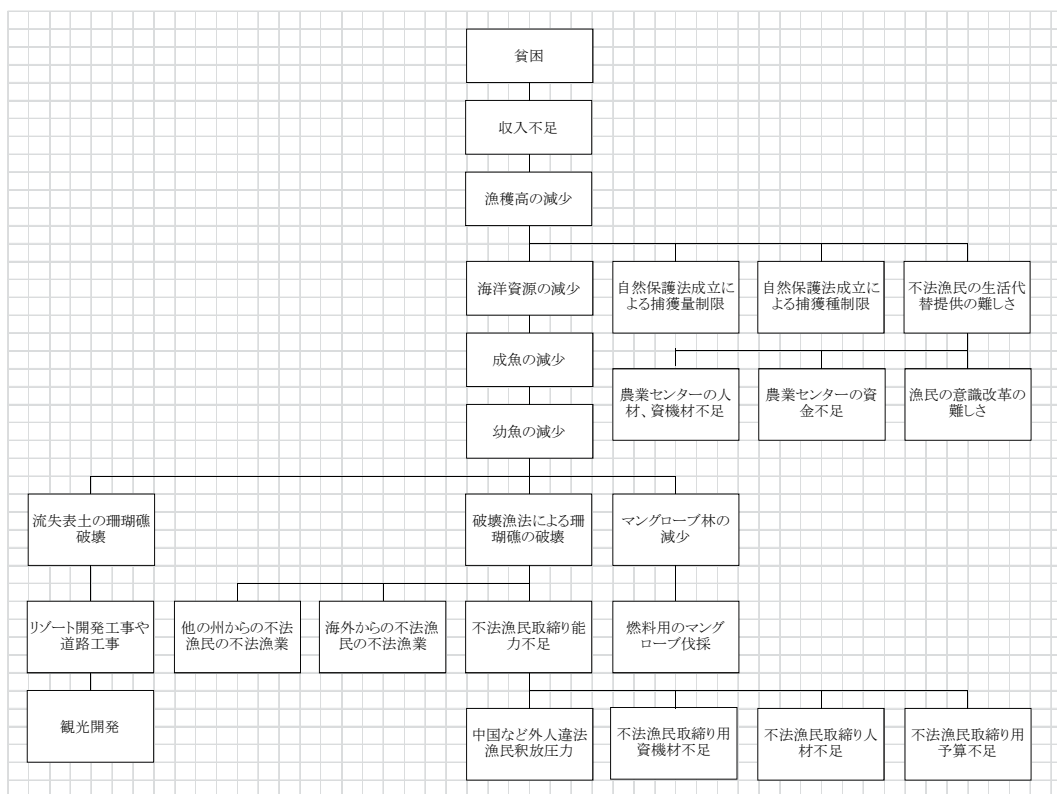 貧困
収入不足
漁穫高の減少
海洋資源の減少
自然保護法成立に
よる捕獲量制限
自然保護法成立に
よる捕獲種制限
不法漁民の生活代
替提供の難しさ
成魚の減少
農業センターの人
材、資機材不足
農業センターの資
金不足
漁民の意識改革の
難しさ
幼魚の減少
流失表土の珊瑚礁
破壊
破壊漁法による珊
瑚礁の破壊
マングローブ林の
減少
リゾート開発工事や
道路工事
他の州からの不法
漁民の不法漁業
海外からの不法漁
民の不法漁業
不法漁民取締り能
力不足
燃料用のマング
ローブ伐採
観光開発
中国など外人違法
漁民釈放圧力
不法漁民取締り用
資機材不足
不法漁民取締り人
材不足
不法漁民取締り用
予算不足